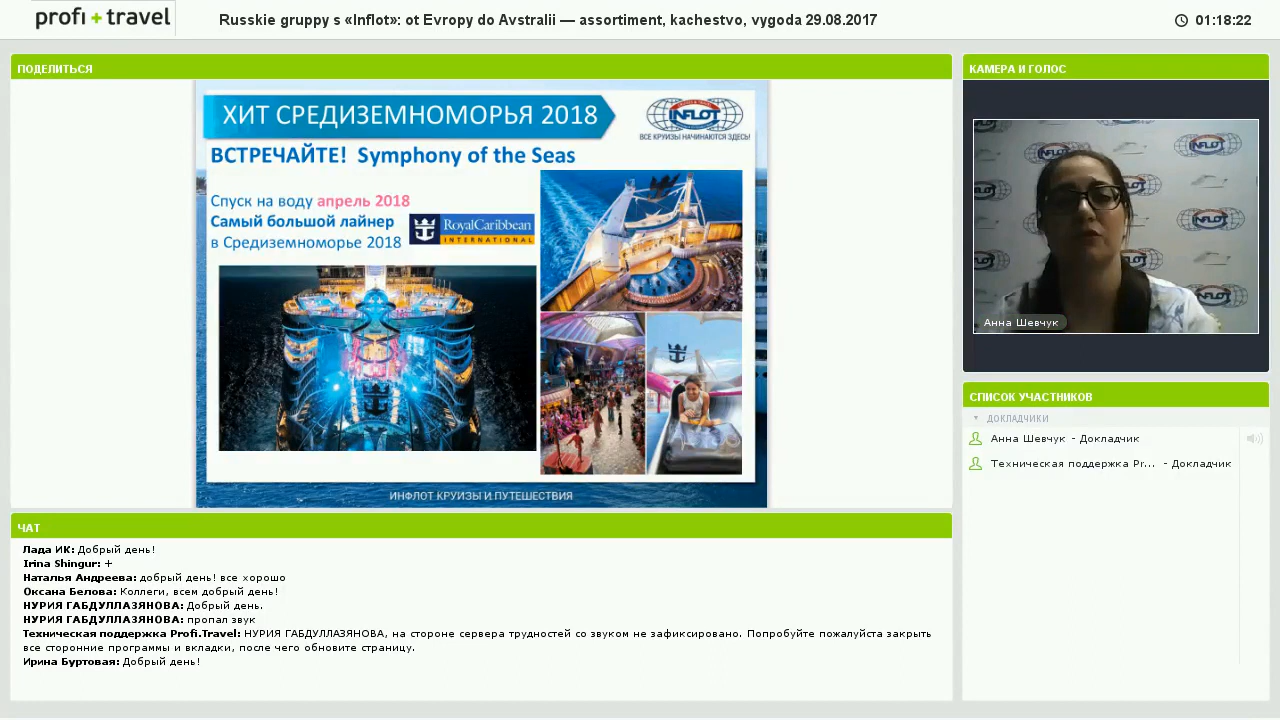 profi + travel
Russkie gruppy s «Inflot»: ot Evropy do Avstralii — assortiment, kachestvo, vygoda 29.08.2017
01:18:22
ПОДЕЛИТЬСЯ
ХИТ СРЕДИЗЕМНОМОРЬЯ 2018
INFLOT
ВСЕ КРУИЗЫ НАЧИНАЮТСЯ ЗДЕСЬ!
ВСТРЕЧАЙТЕ! Symphony of the Seas
Спуск на воду апрель 2018
Самый большой лайнер
в Средиземноморье 2018
RoyalCaribbean
INTERNATIONAL
ИНФЛОТ КРУИЗЫ И ПУТЕШЕСТВИЯ
КАМЕРА И ГОЛОС
INFLOT
INFLOT
INFLOT
INFLOT
Анна Шевчук
СПИСОК УЧАСТНИКОВ
ДОКЛАДЧИКИ
Анна Шевчук - Докладчик
Техническая поддержка Pr... - Докладчик
ЧАТ
Лада ИК: Добрый день!
Irina Shingur: +
Наталья Андреева: добрый день! все хорошо
Оксана Белова: Коллеги, всем добрый день!
НУРИЯ ГАБДУЛЛАЗЯНОВА: Добрый день.
НУРИЯ ГАБДУЛЛАЗЯНОВА: пропал звук
Техническая поддержка Profi.Travel: НУРИЯ ГАБДУЛЛАЗЯНОВА, на стороне сервера трудностей со звуком не зафиксировано. Попробуйте пожалуйста закрыть
все сторонние программы и вкладки, после чего обновите страницу.
Ирина Буртовая: Добрый день!